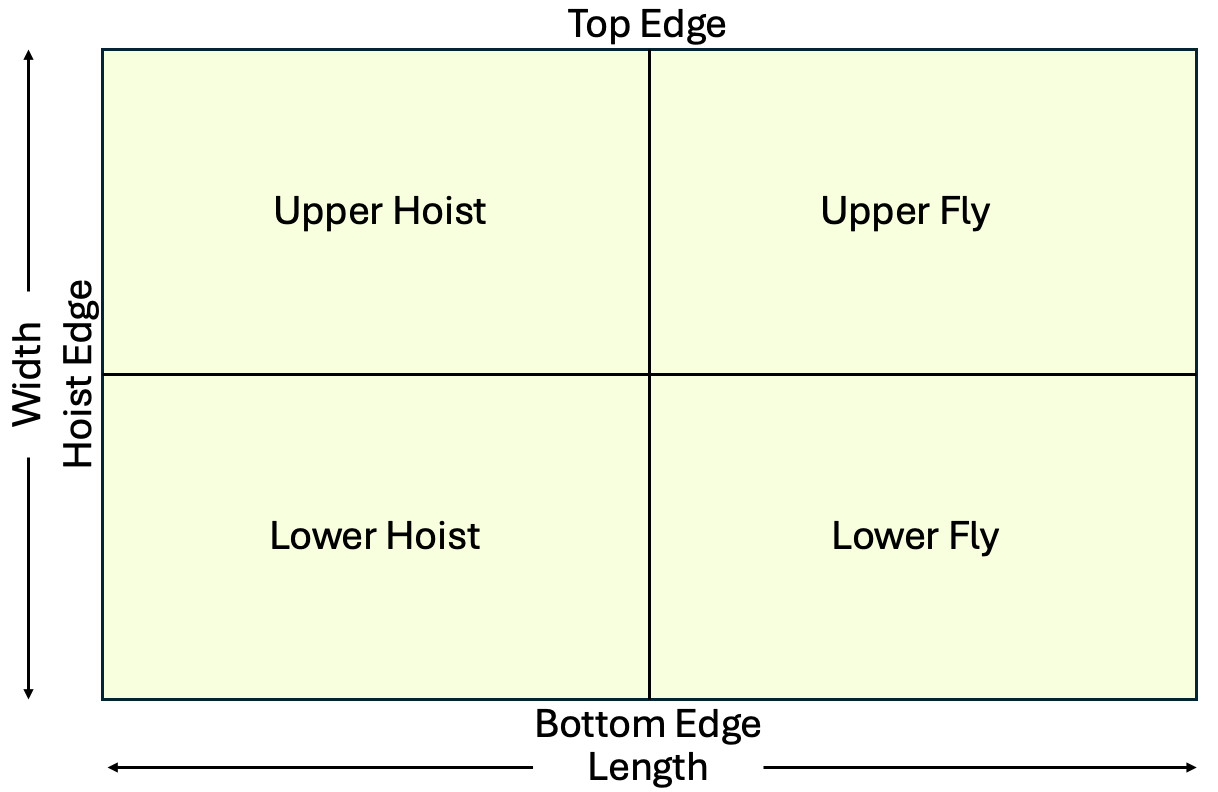 Top Edge
Upper Hoist
Upper Fly
Width
Hoist Edge
Lower Hoist
Lower Fly
Bottom Edge
Length